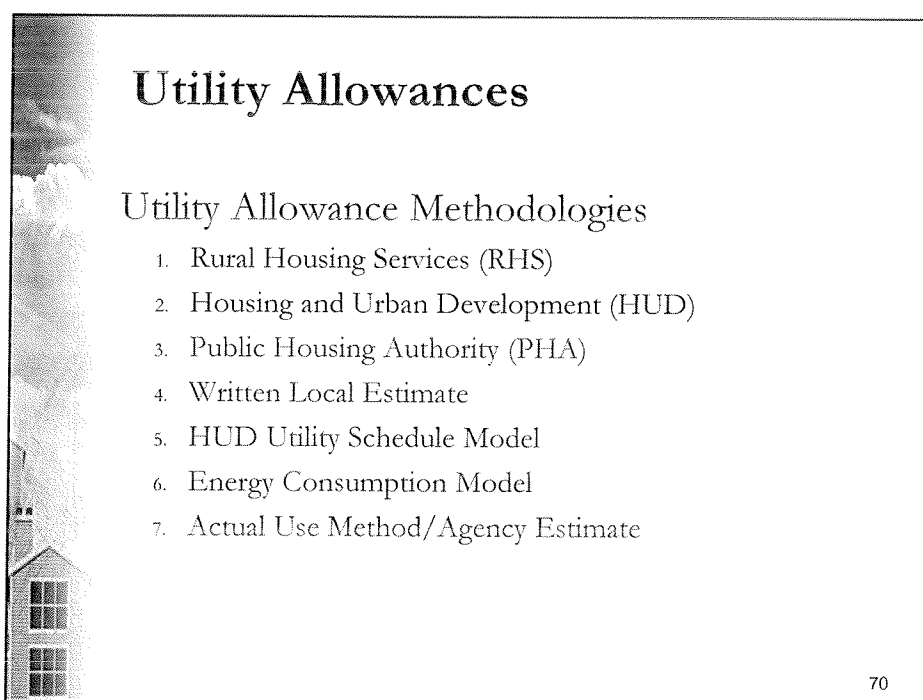 Utility Allowances
Utility Allowance Methodologies
1. Rural Housing Services (RHS)
2. Housing and Urban Development (HUD)
3. Public Housing Authority (PHA)
4. Written Local Estimate
5. HUD Utility Schedule Model
6. Energy Consumption Model
7. Actual Use Method/Agency Estimate
70